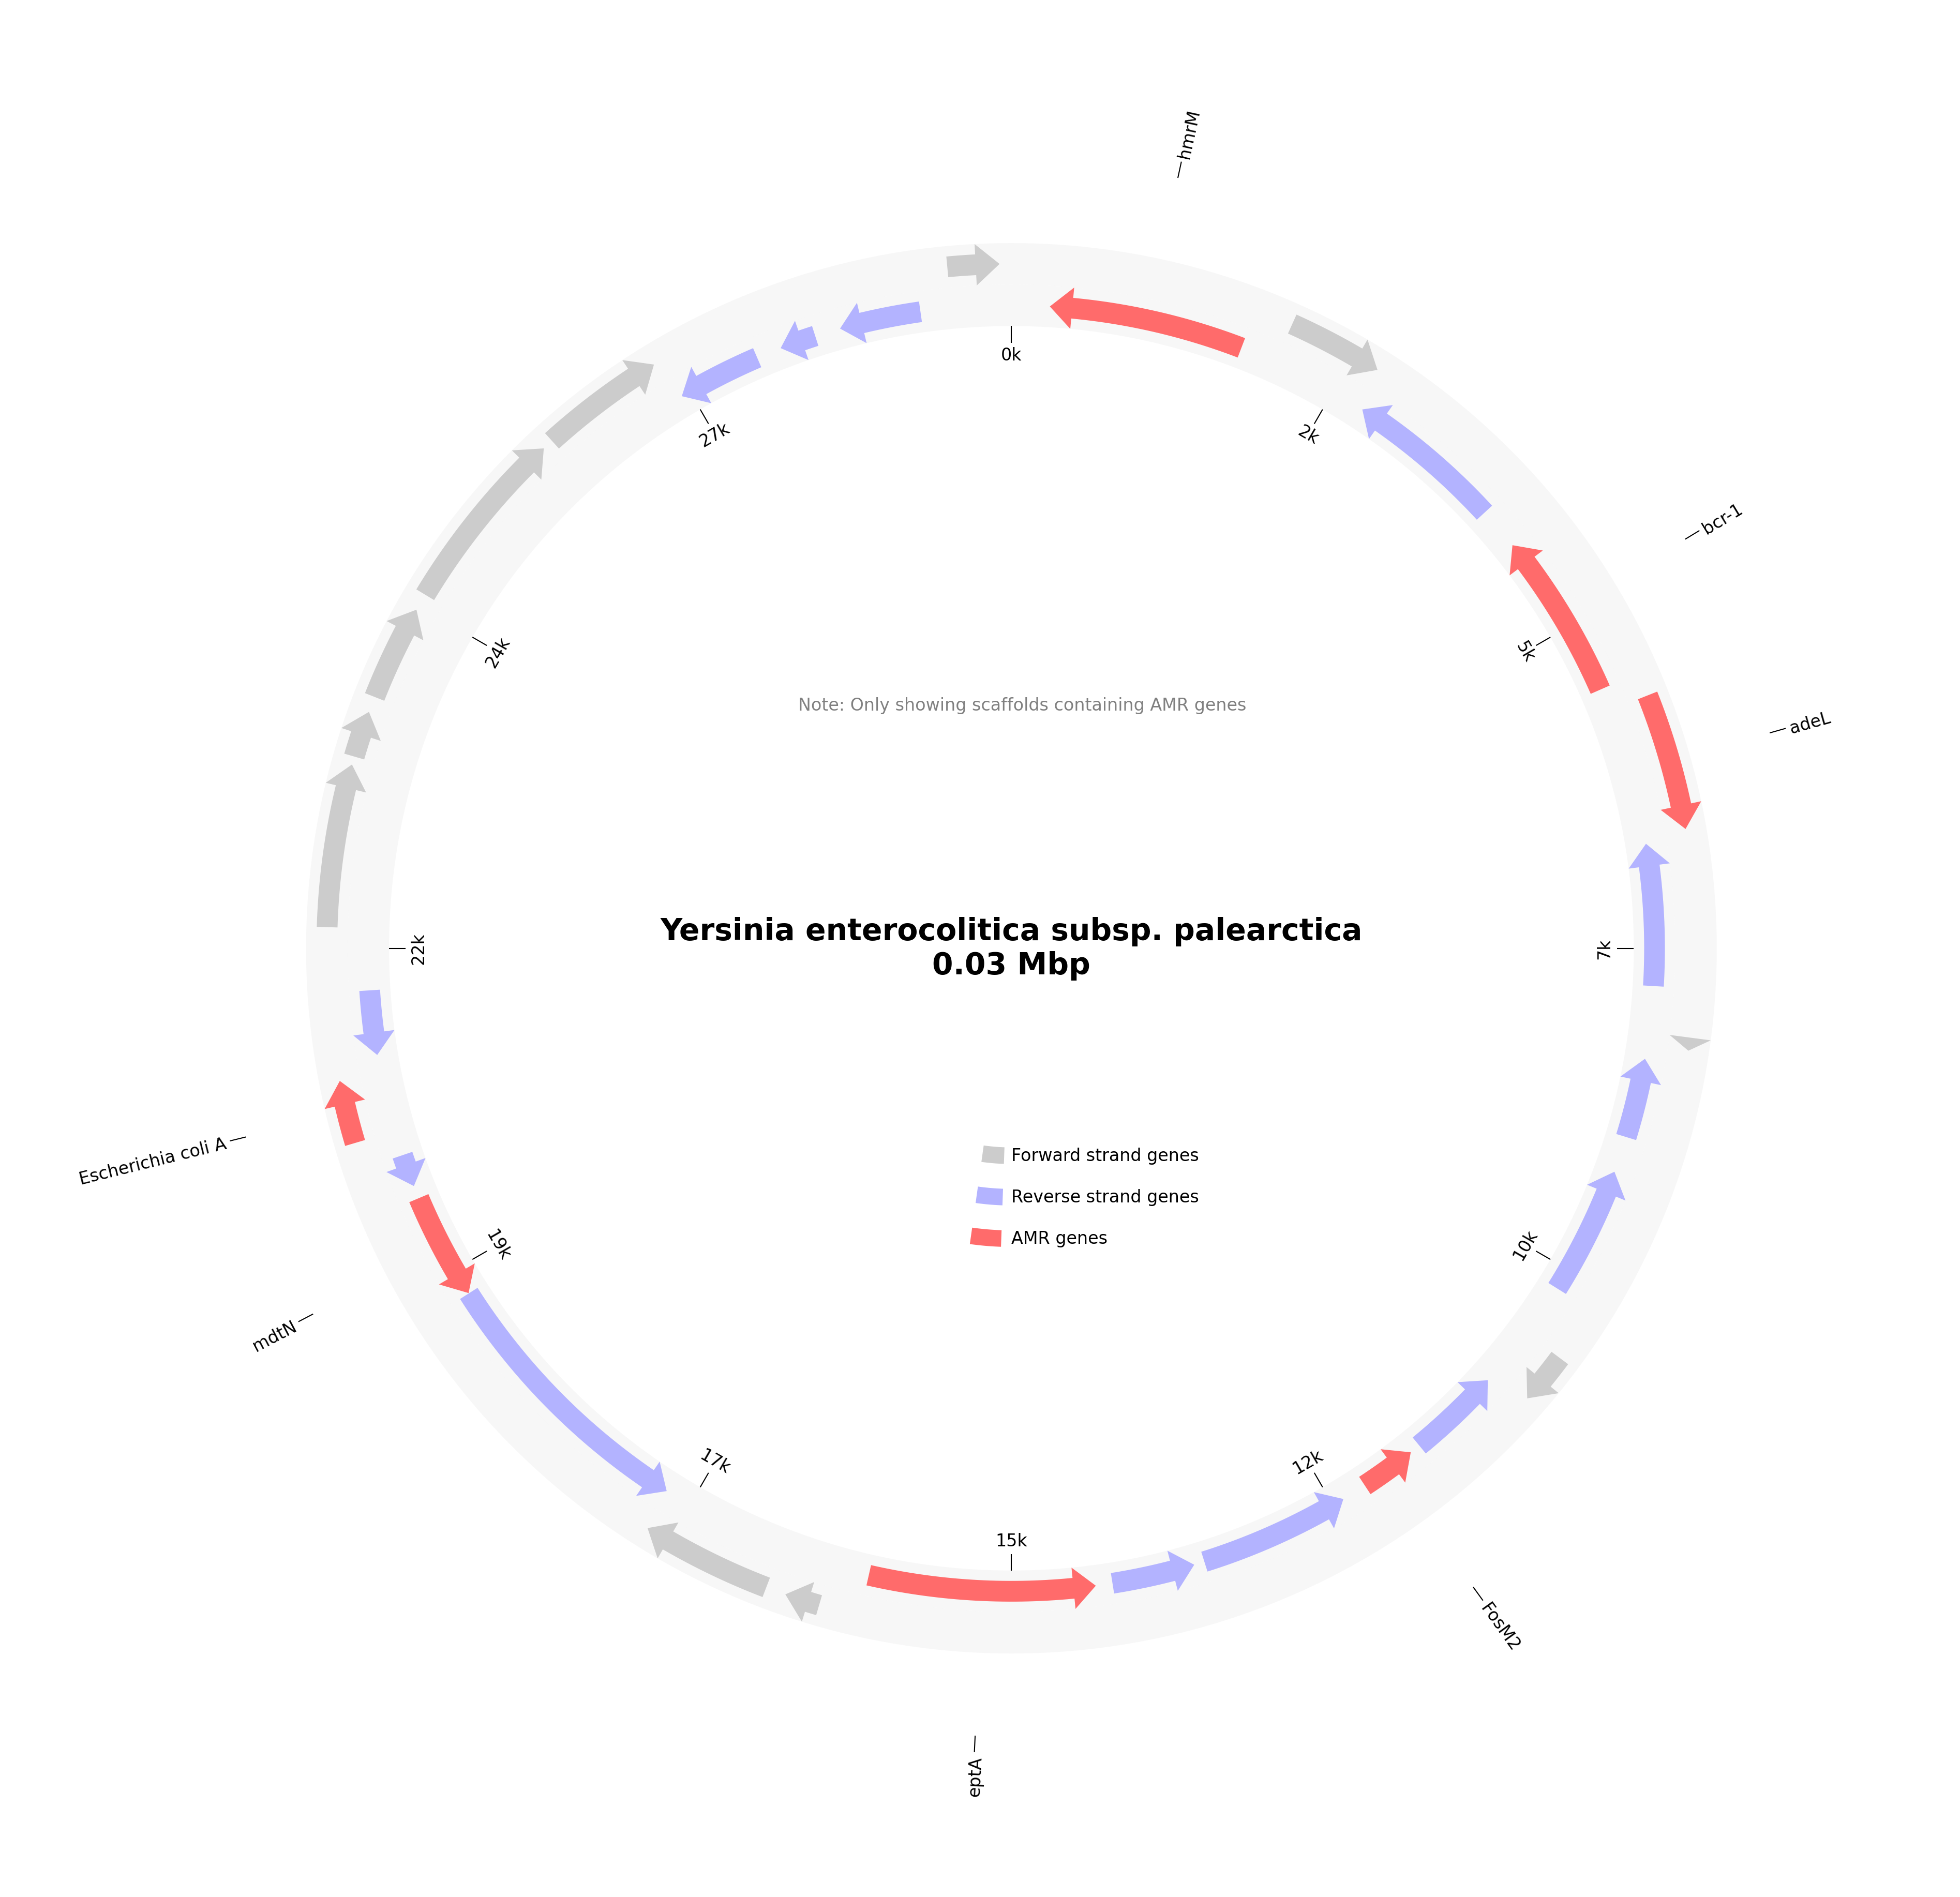 hmrM
bcr-1
adeL
FosM2
eptA
mdtN
Escherichia coli A
0k
2k
5k
7k
10k
12k
15k
17k
19k
22k
24k
27k
Note: Only showing scaffolds containing AMR genes
Yersinia enterocolitica subsp. palearctica
0.03 Mbp
Forward strand genes
Reverse strand genes
AMR genes